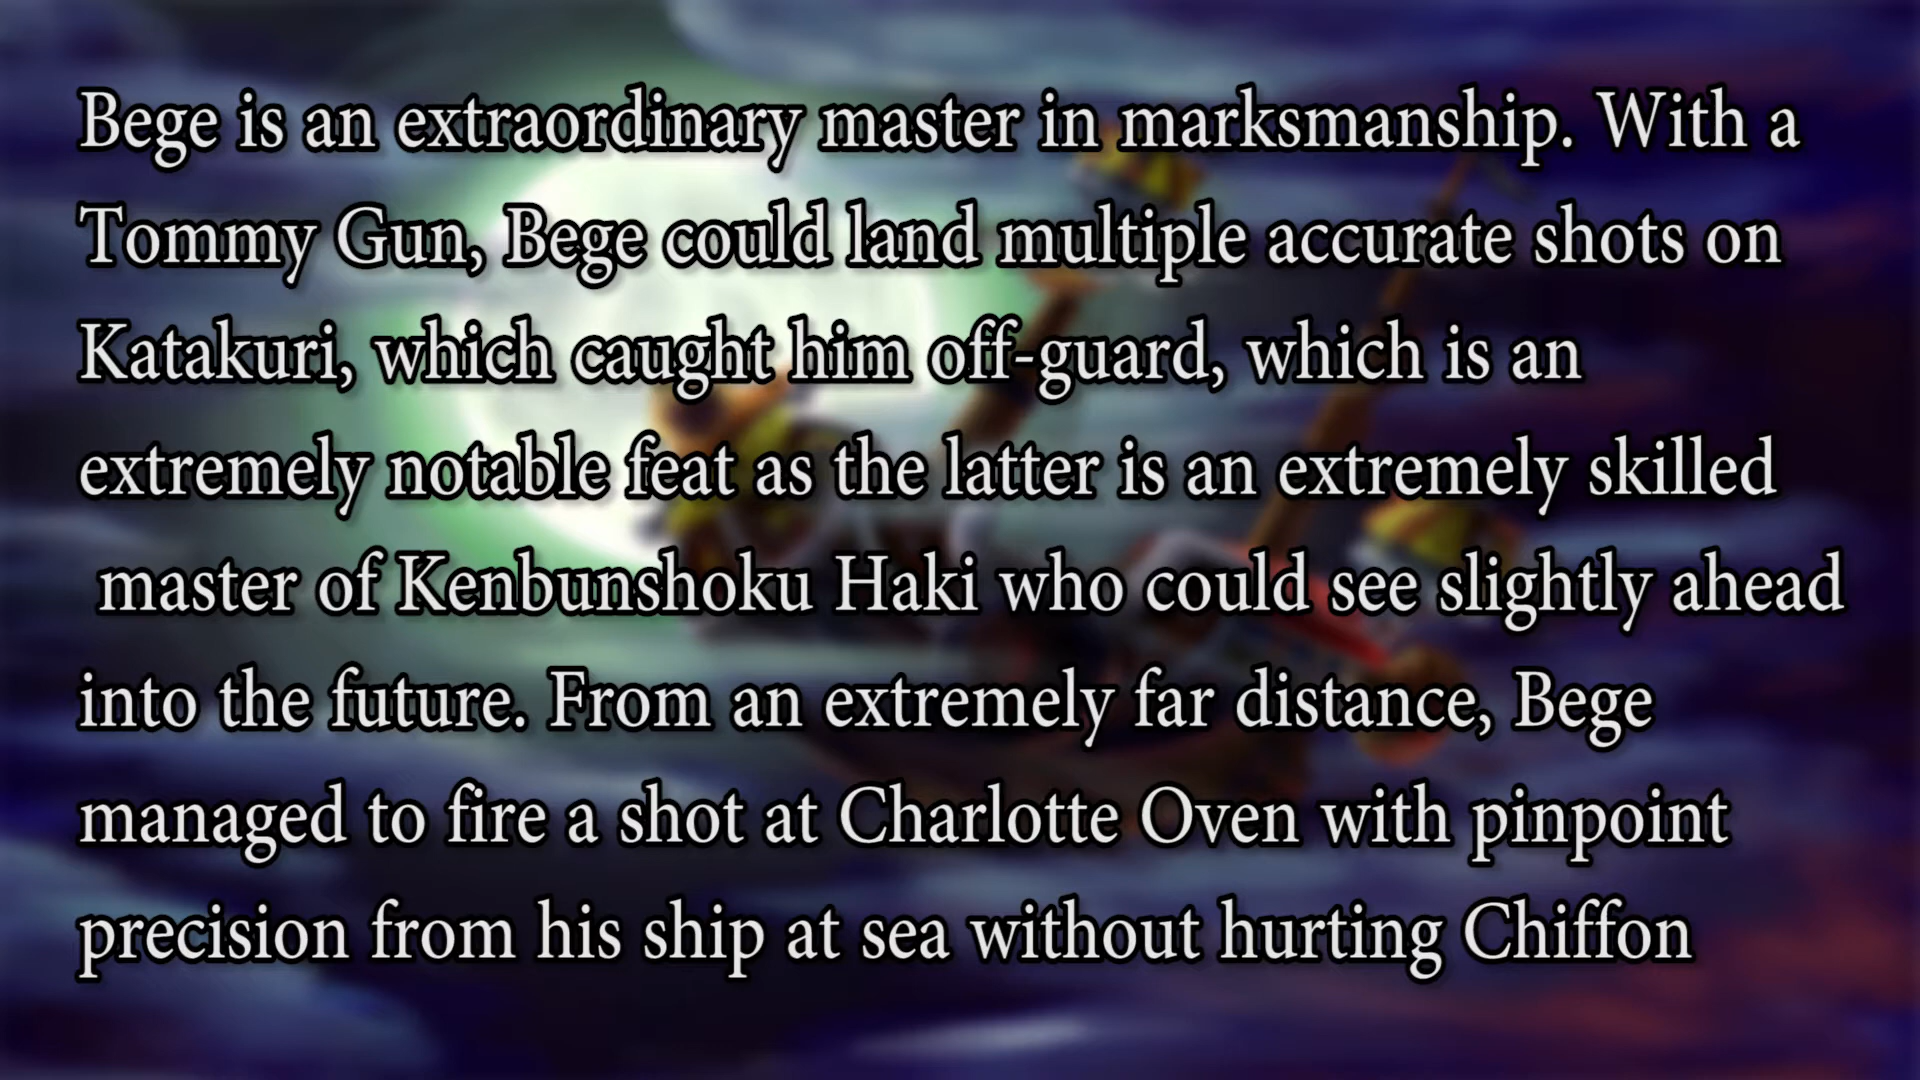 Bege is an extraordinary master in marksmanship. With a
Tommy Gun, Bege could land multiple accurate shots on
Katakuri, which caught him off-guard, which is an
extremely notable feat as the latter is an extremely skilled
master of Kenbunshoku Haki who could see slightly ahead
into the future. From an extremely far distance, Bege
managed to fire a shot at Charlotte Oven with pinpoint
precision from his ship at sea without hurting Chiffon